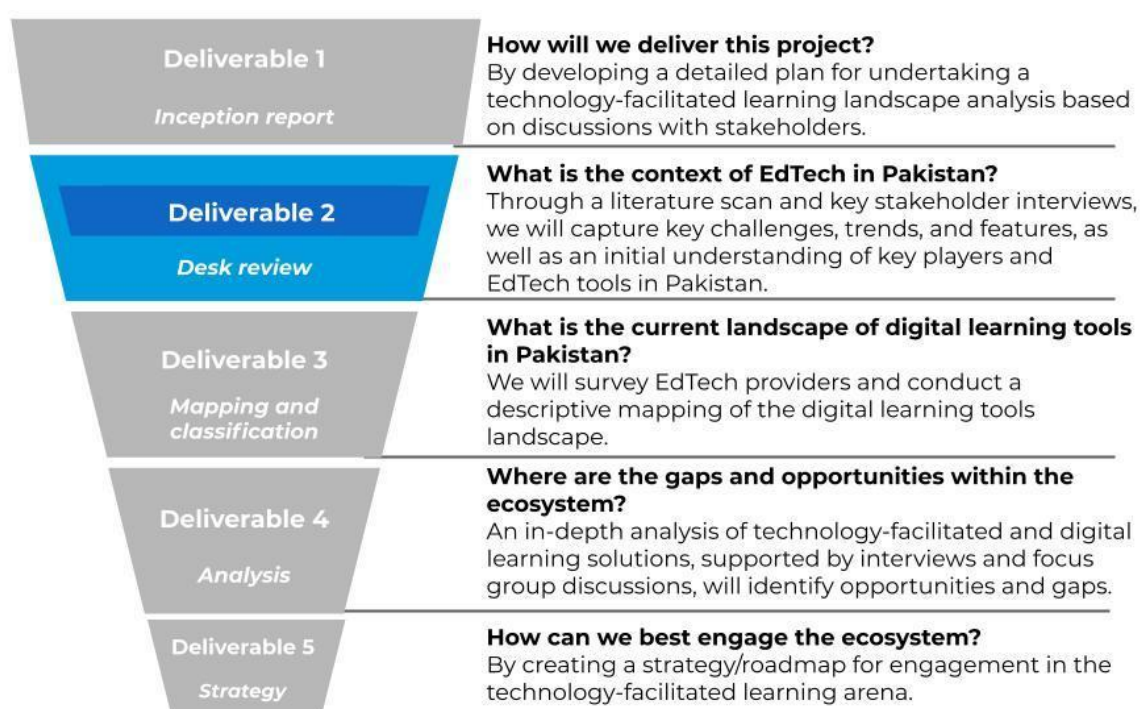 Deliverable 1
Inception report
How will we deliver this project?
By developing a detailed plan for undertaking a
technology-facilitated learning landscape analysis based
on discussions with stakeholders.
Deliverable 2
Desk review
What is the context of EdTech in Pakistan?
Through a literature scan and key stakeholder interviews,
we will capture key challenges, trends, and features, as
well as an initial understanding of key players and
EdTech tools in Pakistan.
Deliverable 3
Mapping and
classification
What is the current landscape of digital learning tools
in Pakistan?
We will survey EdTech providers and conduct a
descriptive mapping of the digital learning tools
landscape.
Deliverable 4
Analysis
Where are the gaps and opportunities within the
ecosystem?
An in-depth analysis of technology-facilitated and digital
learning solutions, supported by interviews and focus
group discussions, will identify opportunities and gaps.
Deliverable 5
Strategy
How can we best engage the ecosystem?
By creating a strategy/roadmap for engagement in the
technology-facilitated learning arena.